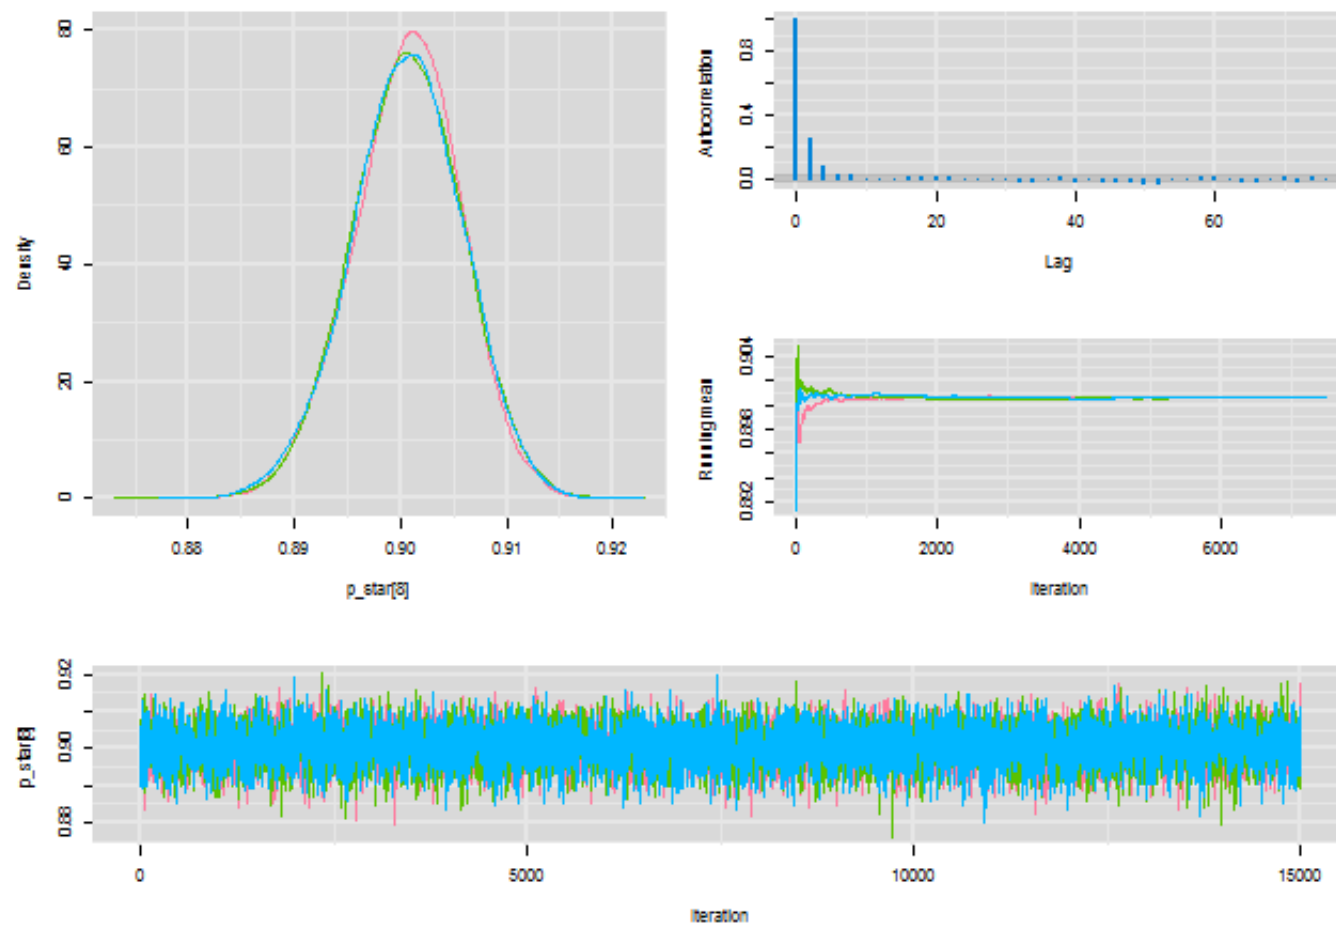 80
60
40
20
0
Density
0.88 0.89 0.90 0.91 0.92
p_star[8]
0.8
0.4
0.0
Autocorrelation
0 20 40 60
Lag
0.904
0.896
0.892
Running mean
0 2000 4000 6000
Iteration
0.92
0.90
0.88
p_star[8]
0 5000 10000 15000
Iteration